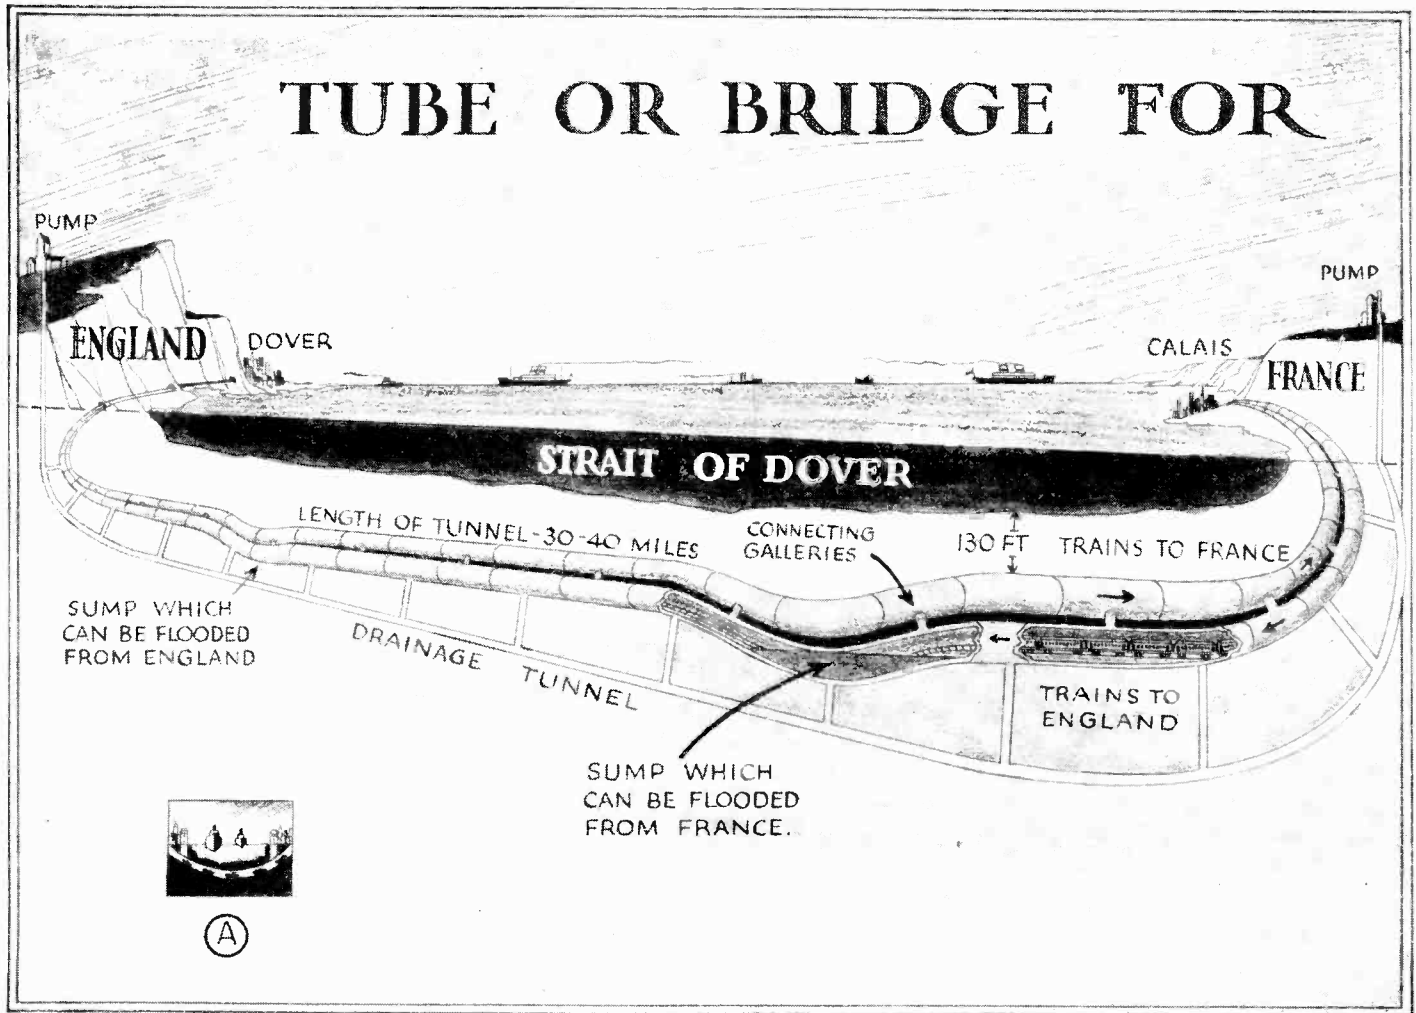 TUBE OR BRIDGE FOR
PUMP
PUMP
ENGLAND
DOVER
CALAIS
FRANCE
STRAIT OF DOVER
LENGTH OF TUNNEL-30-40 MILES
CONNECTING
GALLERIES
130 FT
TRAINS TO FRANCE
SUMP WHICH
CAN BE FLOODED
FROM ENGLAND
DRAINAGE TUNNEL
TRAINS TO
ENGLAND
SUMP WHICH
CAN BE FLOODED
FROM FRANCE.
A